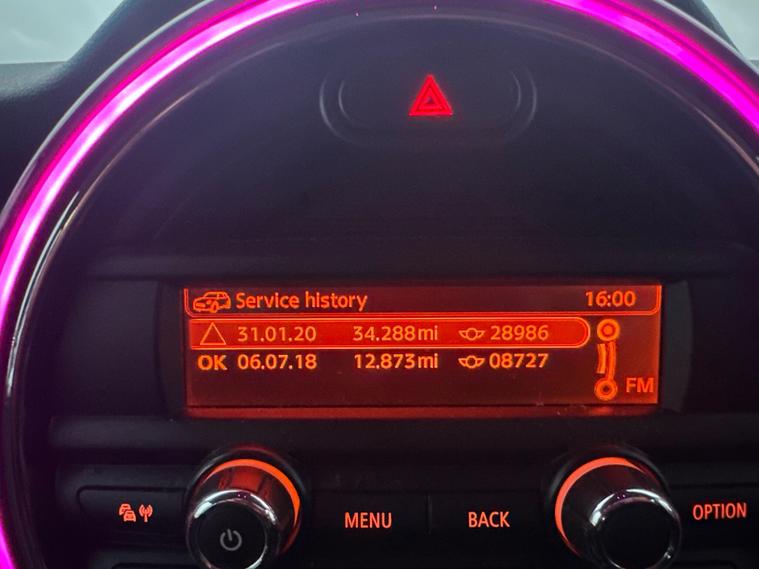 Service history 16:00
31.01.20 34.288mi 28986
OK 06.07.18 12.873mi 08727
FM
MENU BACK OPTION